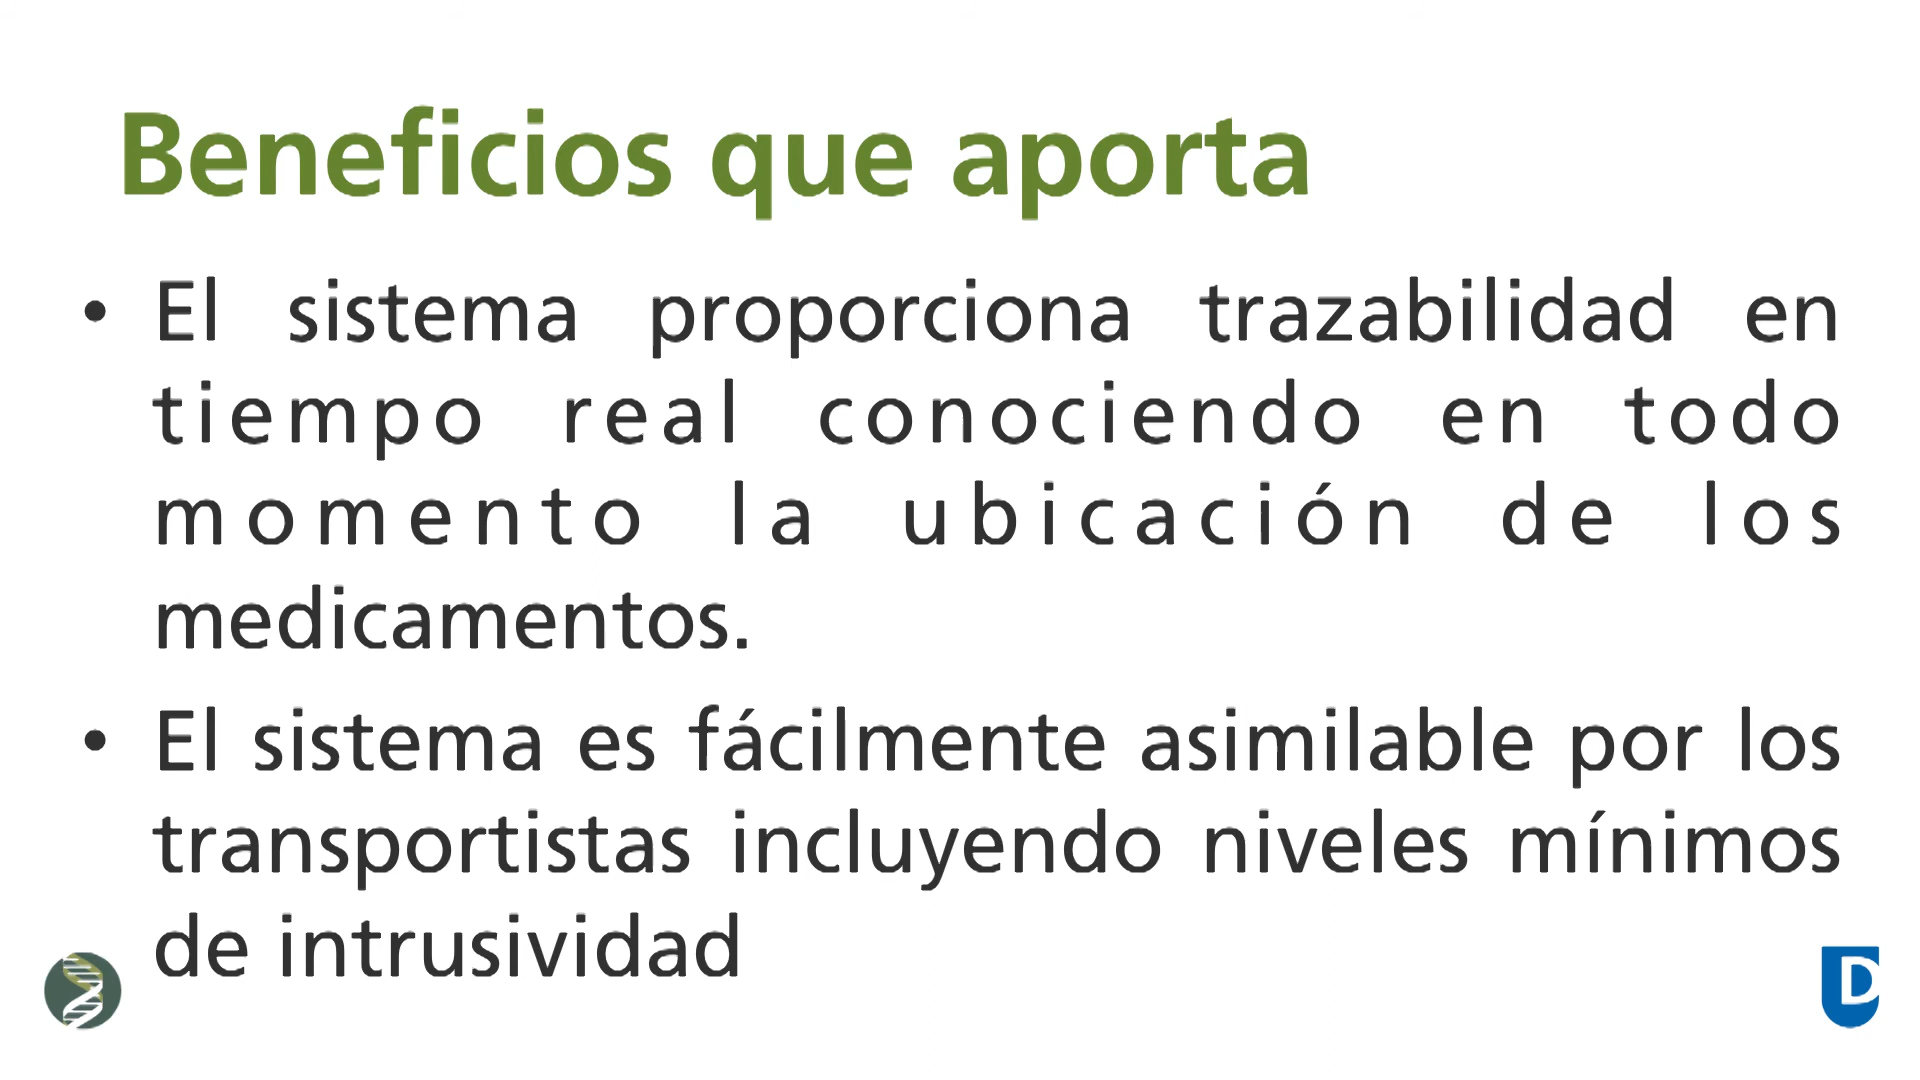 Beneficios que aporta
• El sistema proporciona trazabilidad en
tiempo real conociendo en todo
momento la ubicación de los
medicamentos.
• El sistema es fácilmente asimilable por los
transportistas incluyendo niveles mínimos
de intrusividad
D